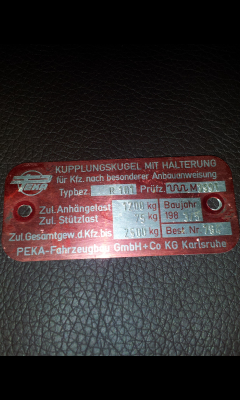 PEKA
KUPPLUNGSKUGEL MIT HALTERUNG
für Kfz. nach besonderer Anbauanweisung
Typbez. Prüfz. M
Zul. Anhängelast 1200 kg Baujahr
Zul. Stützlast 75 kg 198
Zul. Gesamtgew. d. Kfz. bis 2500 kg Best. Nr.
PEKA-Fahrzeugbau GmbH + Co KG Karlsruhe